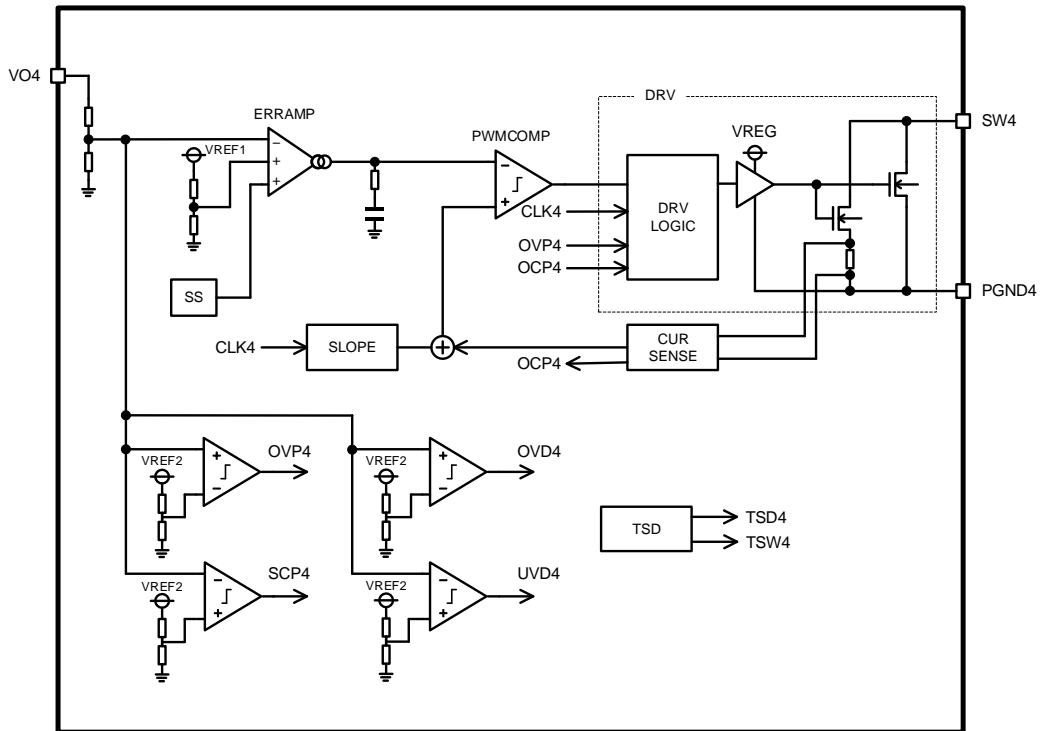 VO4
DRV
ERRAMP
PWMCOMP
VREG
SW4
VREF1
−
+
+
−
+
CLK4
OVP4
OCP4
DRV
LOGIC
SS
PGND4
CLK4
SLOPE
+
OCP4
CUR
SENSE
VREF2
+
−
OVP4
VREF2
+
−
OVD4
TSD
TSD4
TSW4
VREF2
−
+
SCP4
VREF2
−
+
UVD4